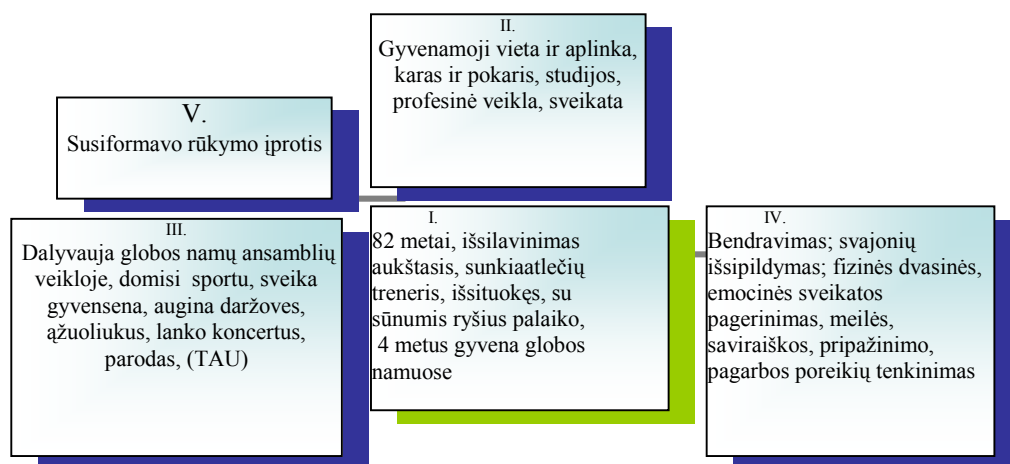 II.
Gyvenamoji vieta ir aplinka,
karas ir pokaris, studijos,
profesinė veikla, sveikata
V.
Susiformavo rūkymo įprotis
III.
Dalyvauja globos namų ansamblių
veikloje, domisi sportu, sveika
gyvensena, augina daržoves,
ąžuoliukus, lanko koncertus,
parodas, (TAU)
I.
82 metai, išsilavinimas
aukštasis, sunkiaatlečių
treneris, išsituokęs, su
sūnumis ryšius palaiko,
4 metus gyvena globos
namuose
IV.
Bendravimas; svajonių
išsipildymas; fizinės dvasinės,
emocinės sveikatos
pagerinimas, meilės,
saviraiškos, pripažinimo,
pagarbos poreikių tenkinimas